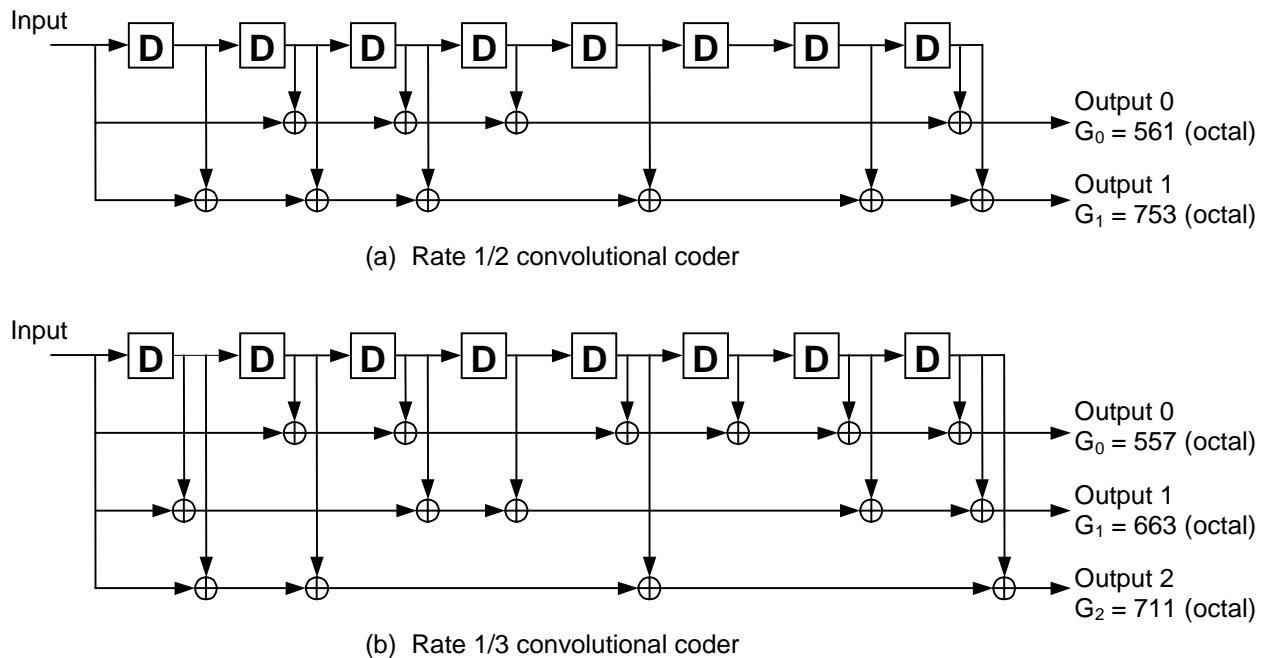 Input
D D D D D D D D
Output 0
G₀ = 561 (octal)
Output 1
G₁ = 753 (octal)
(a) Rate 1/2 convolutional coder
Input
D D D D D D D D
Output 0
G₀ = 557 (octal)
Output 1
G₁ = 663 (octal)
Output 2
G₂ = 711 (octal)
(b) Rate 1/3 convolutional coder